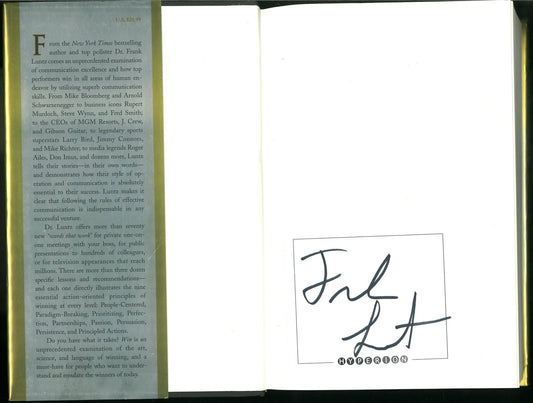 U.S. $25.99
From the New York Times bestselling
author and top pollster Dr. Frank
Luntz comes an unprecedented examination
of communication excellence and how top
performers win in all areas of human en-
deavor by utilizing superb communication
skills. From Mike Bloomberg and Arnold
Schwarzenegger to business icons Rupert
Murdoch, Steve Wynn, and Fred Smith;
to the CEOs of MGM Resorts, J. Crew,
and Gibson Guitar; to legendary sports
superstars Larry Bird, Jimmy Connors,
and Mike Richter; to media legends Roger
Ailes, Don Imus, and dozens more, Luntz
tells their stories—in their own words—
and demonstrates how their style of op-
eration and communication is absolutely
essential to their success. Luntz makes it
clear that following the rules of effective
communication is indispensable in any
successful venture.
Dr. Luntz offers more than seventy
new "words that work" for private one-on-
one meetings with your boss, for public
presentations to hundreds of colleagues,
or for television appearances that reach
millions. There are more than three dozen
specific lessons and recommendations—
and each one directly illustrates the nine
essential action-oriented principles of
winning at every level: People-Centered,
Paradigm-Breaking, Prioritizing, Perfec-
tion, Partnerships, Passion, Persuasion,
Persistence, and Principled Actions.
Do you have what it takes? Win is an
unprecedented examination of the art,
science, and language of winning, and a
must-have for people who want to under-
stand and emulate the winners of today.
Frank
Luntz
HYPERION